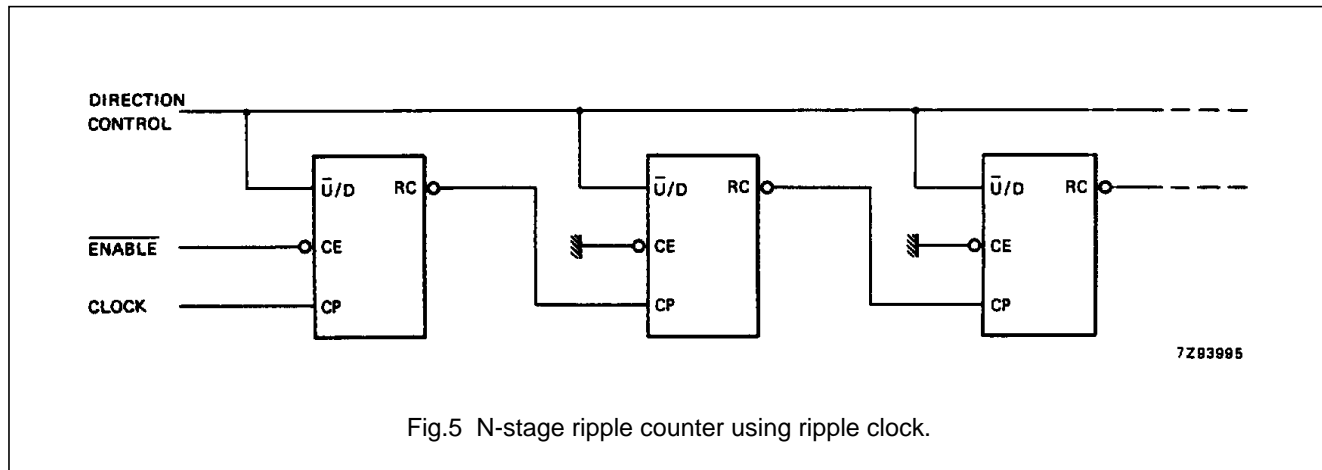 DIRECTION
CONTROL
U̅/D RC
U̅/D RC
U̅/D RC
E̅N̅A̅B̅L̅E̅ CE
CE
CE
CLOCK CP
CP
CP
7Z93995
Fig.5 N-stage ripple counter using ripple clock.